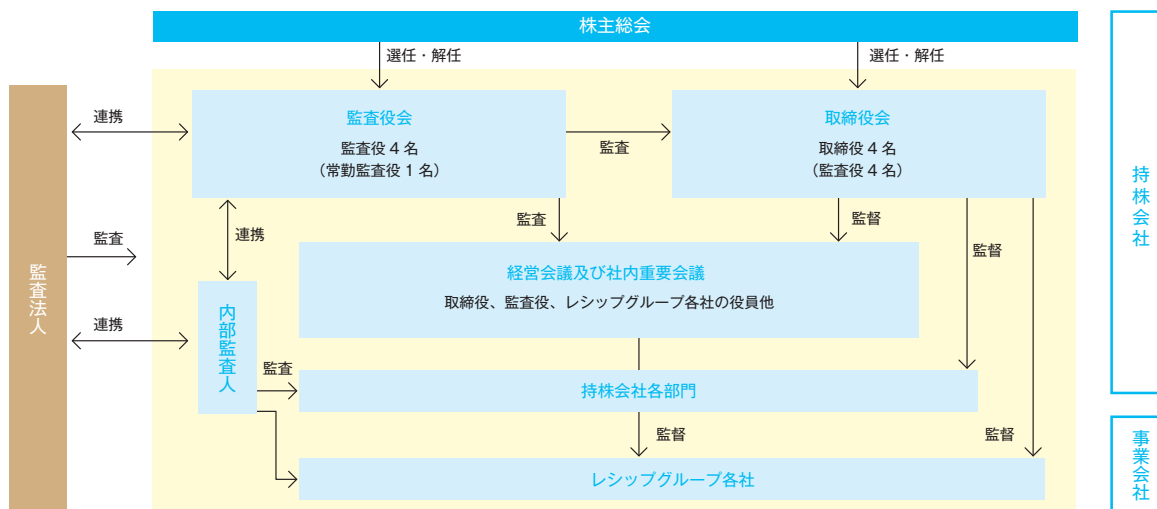 株主総会
選任・解任
選任・解任
監査役会
監査役 4 名
（常勤監査役 1 名）
監査
取締役会
取締役 4 名
（監査役 4 名）
連携
監査
連携
監査法人
連携
監査
監督
監督
経営会議及び社内重要会議
取締役、監査役、レシップグループ各社の役員他
内部監査人
監査
持株会社各部門
監督
監督
レシップグループ各社
持株会社
事業会社